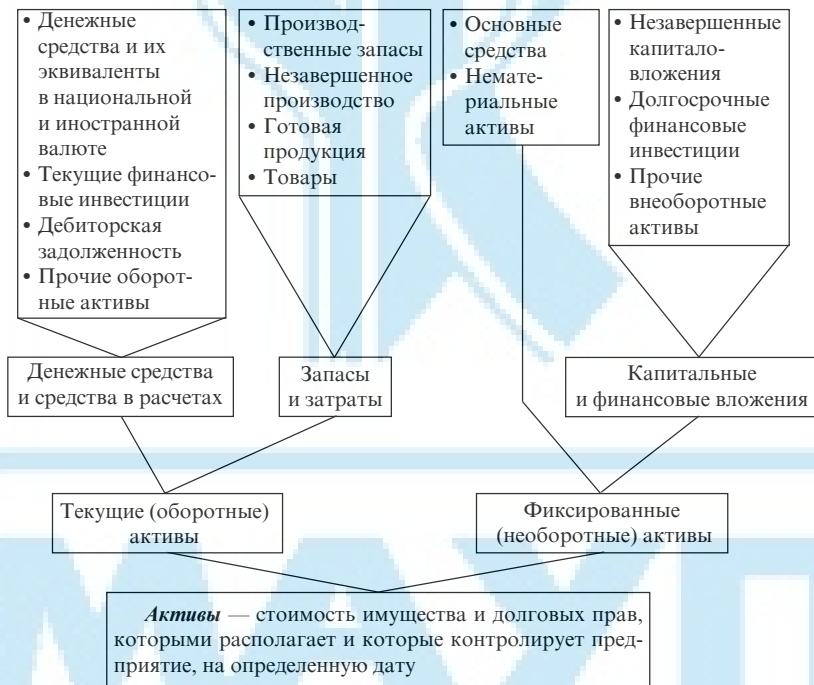 • Денежные
средства и их
эквиваленты
в национальной
и иностранной
валюте
• Текущие финансо-
вые инвестиции
• Дебиторская
задолженность
• Прочие оборот-
ные активы
• Производ-
ственные запасы
• Незавершенное
производство
• Готовая
продукция
• Товары
• Основные
средства
• Немате-
риальные
активы
• Незавершенные
капитало-
вложения
• Долгосрочные
финансовые
инвестиции
• Прочие
внеоборотные
активы
Денежные средства
и средства в расчетах
Запасы
и затраты
Капитальные
и финансовые вложения
Текущие (оборотные)
активы
Фиксированные
(необоротные) активы
Активы — стоимость имущества и долговых прав,
которыми располагает и которые контролирует пред-
приятие, на определенную дату